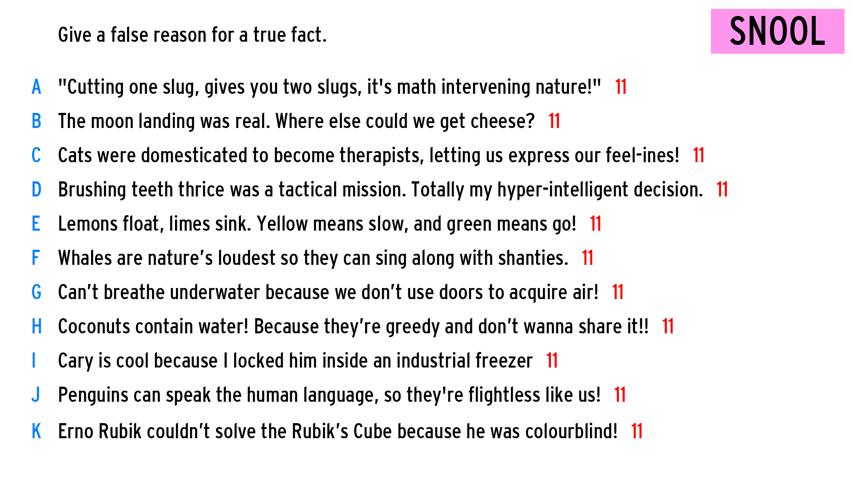 Give a false reason for a true fact.
SNOOL
A "Cutting one slug, gives you two slugs, it's math intervening nature!" 11
B The moon landing was real. Where else could we get cheese? 11
C Cats were domesticated to become therapists, letting us express our feel-ines! 11
D Brushing teeth thrice was a tactical mission. Totally my hyper-intelligent decision. 11
E Lemons float, limes sink. Yellow means slow, and green means go! 11
F Whales are nature’s loudest so they can sing along with shanties. 11
G Can’t breathe underwater because we don’t use doors to acquire air! 11
H Coconuts contain water! Because they’re greedy and don’t wanna share it!! 11
I Cary is cool because I locked him inside an industrial freezer 11
J Penguins can speak the human language, so they're flightless like us! 11
K Erno Rubik couldn’t solve the Rubik’s Cube because he was colourblind! 11